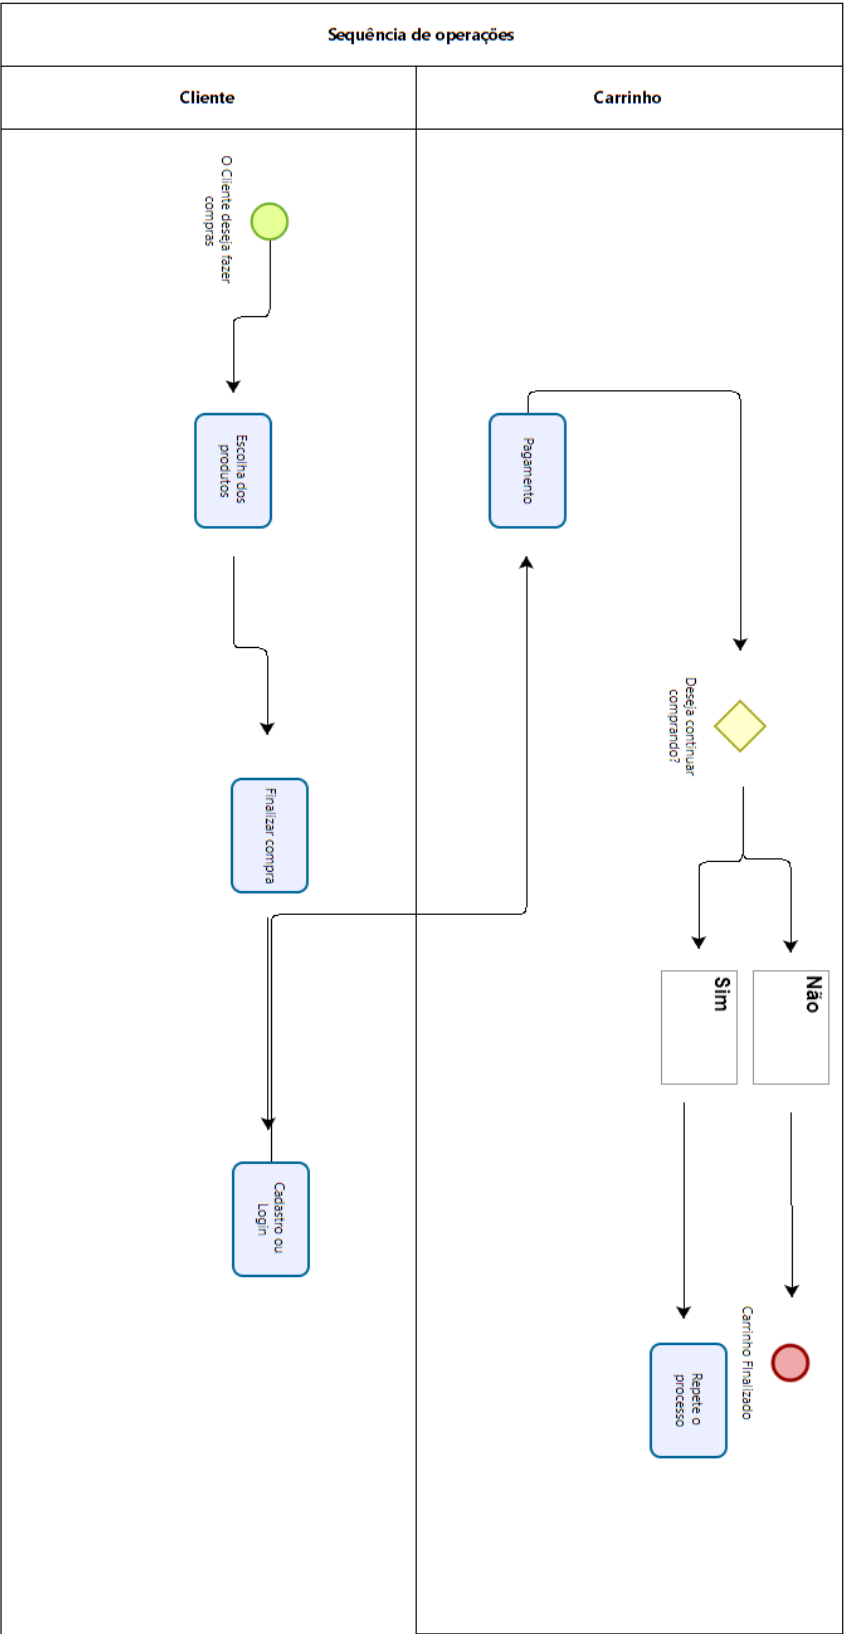 Sequência de operações
Cliente
Carrinho
O Cliente deseja fazer
compras
Escolha dos
produtos
Finalizar compra
Cadastro ou
Login
Pagamento
Deseja continuar
comprando?
Não
Sim
Carrinho FInalizado
Repete o
processo